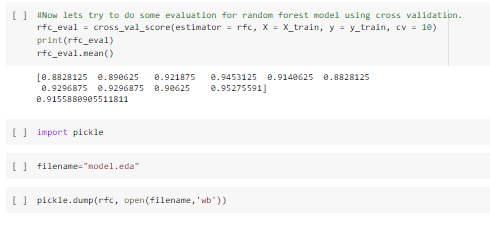 [ ] #Now lets try to do some evaluation for random forest model using cross validation.
rfc_eval = cross_val_score(estimator = rfc, X = X_train, y = y_train, cv = 10)
print(rfc_eval)
rfc_eval.mean()
[0.8828125 0.890625 0.921875 0.9453125 0.9140625 0.8828125
0.9296875 0.9296875 0.90625 0.95275591]
0.9155880905511811
[ ] import pickle
[ ] filename="model.eda"
[ ] pickle.dump(rfc, open(filename,'wb'))